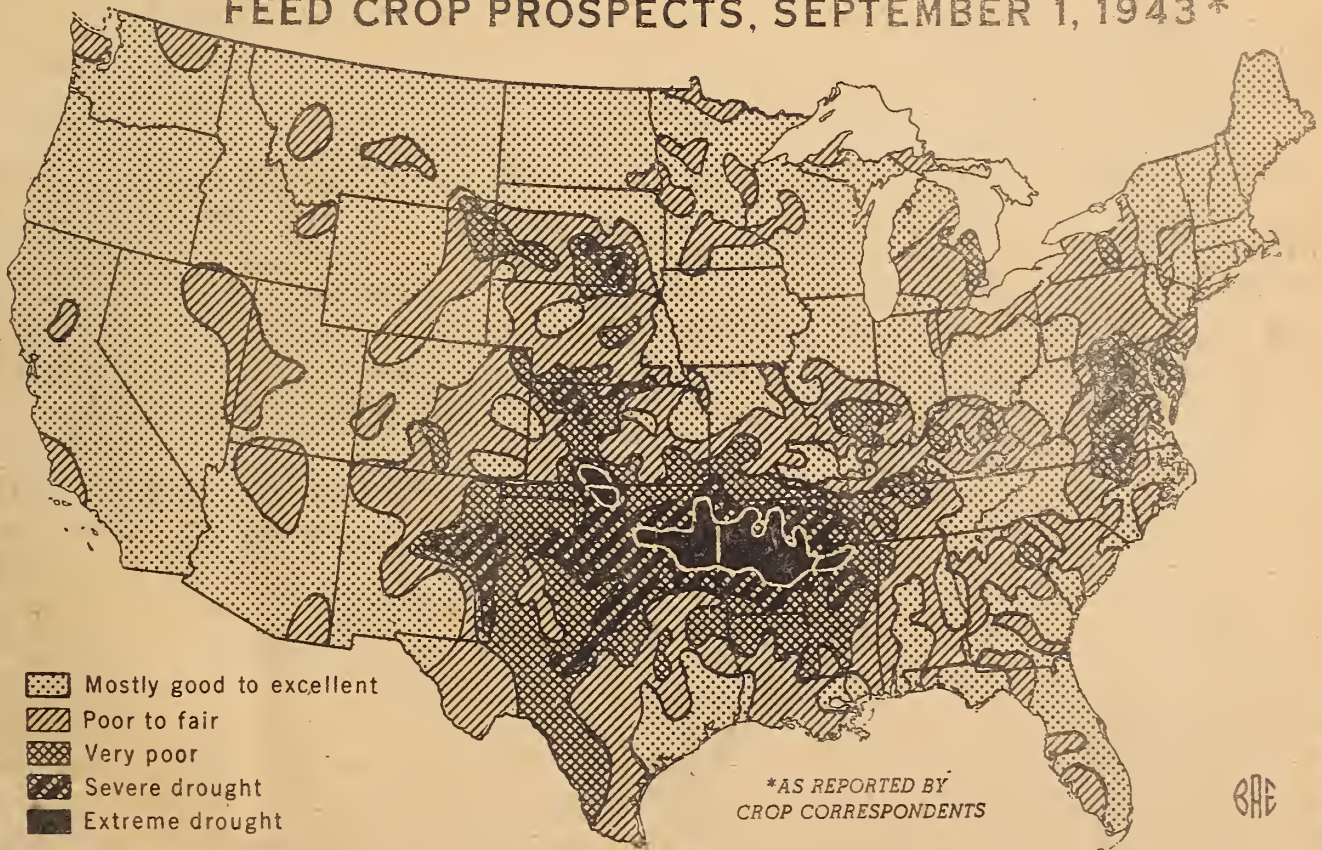 FEED CROP PROSPECTS, SEPTEMBER 1, 1943*
Mostly good to excellent
Poor to fair
Very poor
Severe drought
Extreme drought
*AS REPORTED BY
CROP CORRESPONDENTS
BAE